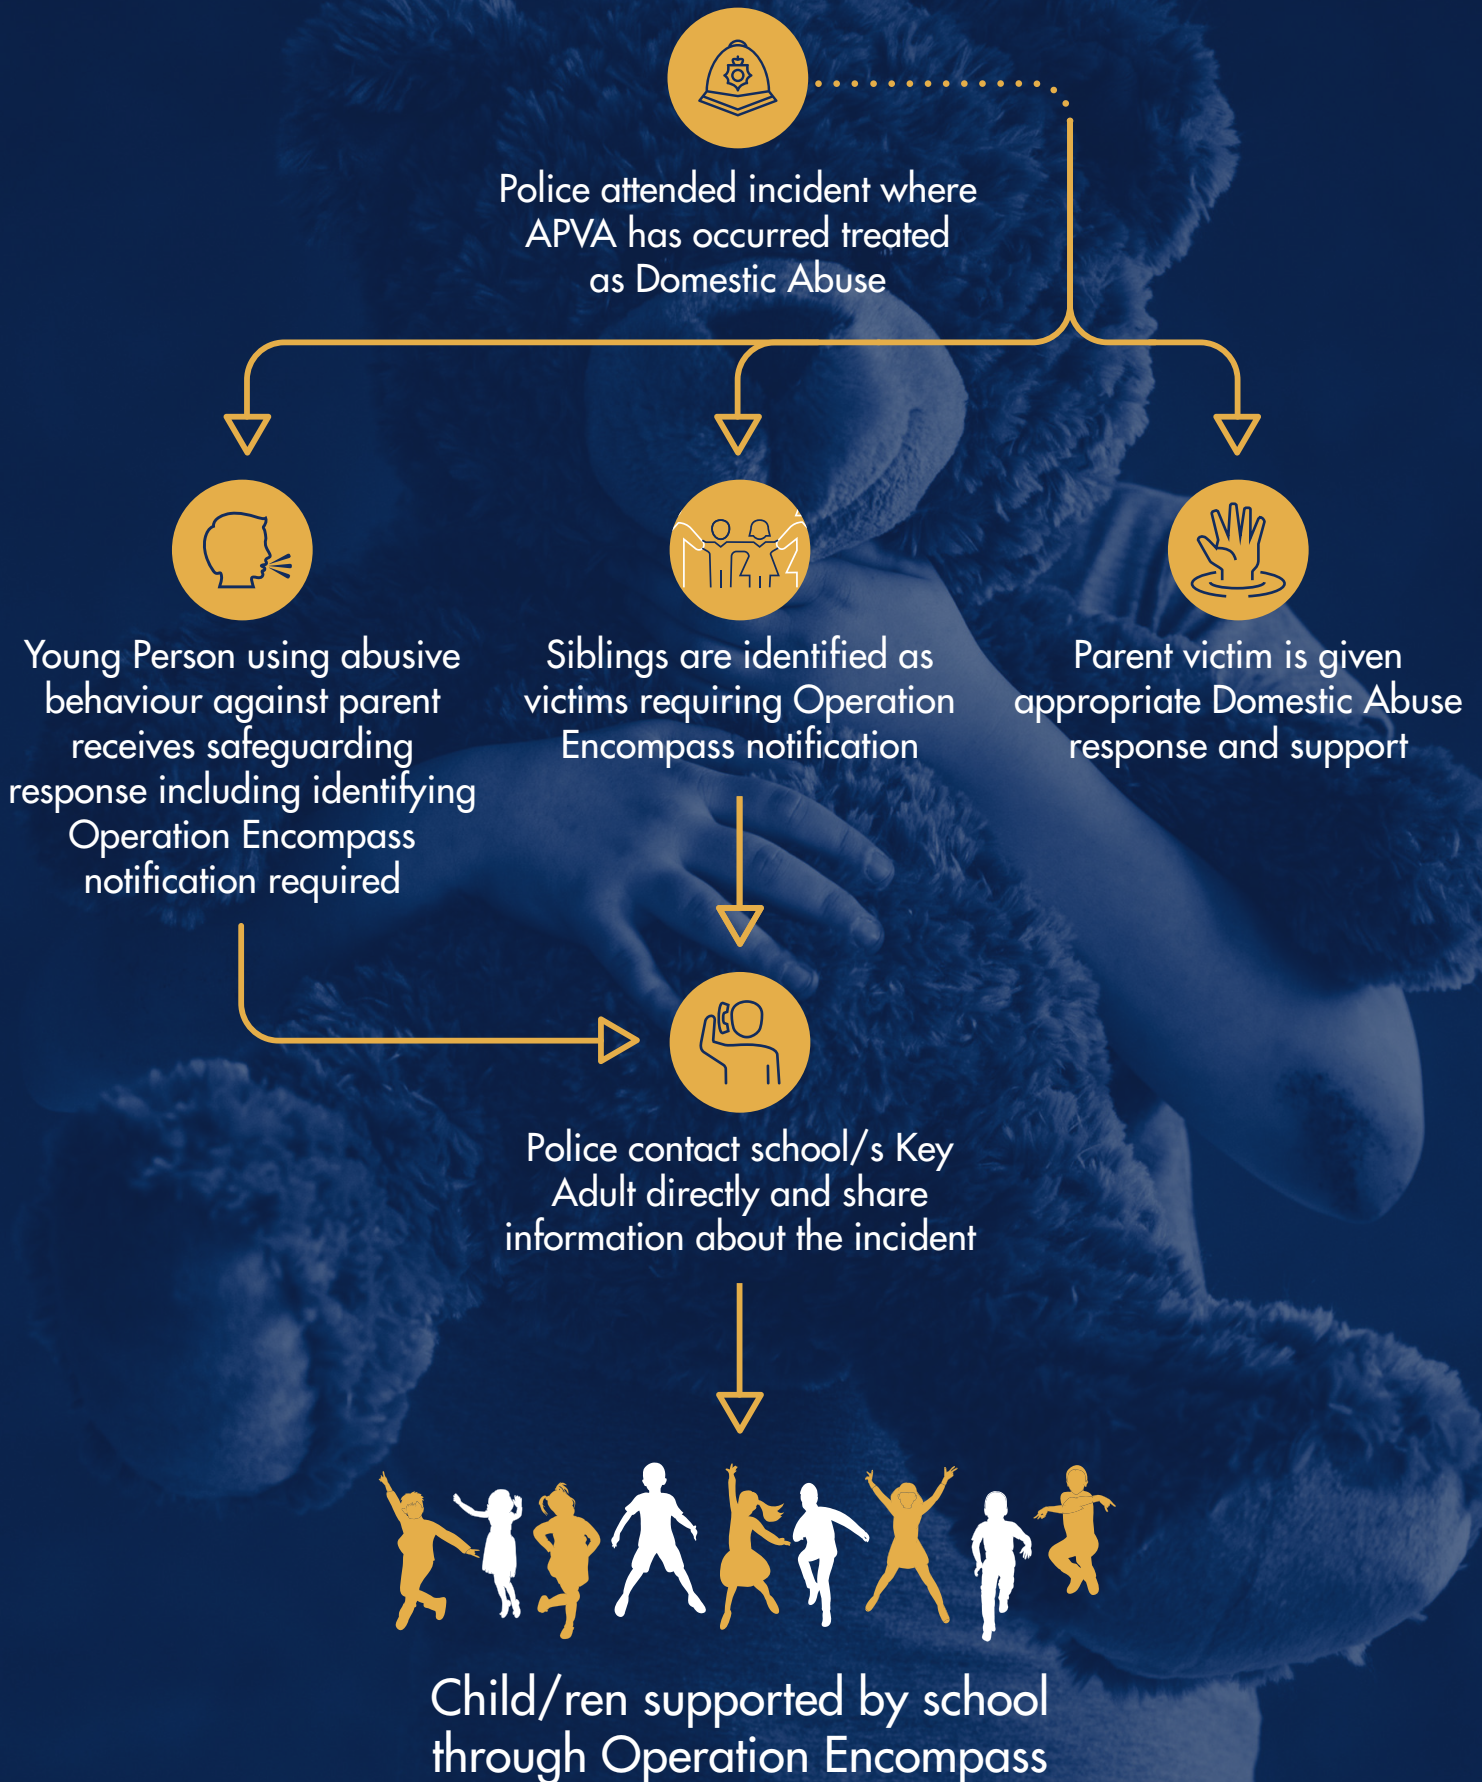 Police attended incident where
APVA has occurred treated
as Domestic Abuse
Young Person using abusive
behaviour against parent
receives safeguarding
response including identifying
Operation Encompass
notification required
Siblings are identified as
victims requiring Operation
Encompass notification
Parent victim is given
appropriate Domestic Abuse
response and support
Police contact school/s Key
Adult directly and share
information about the incident
Child/ren supported by school
through Operation Encompass